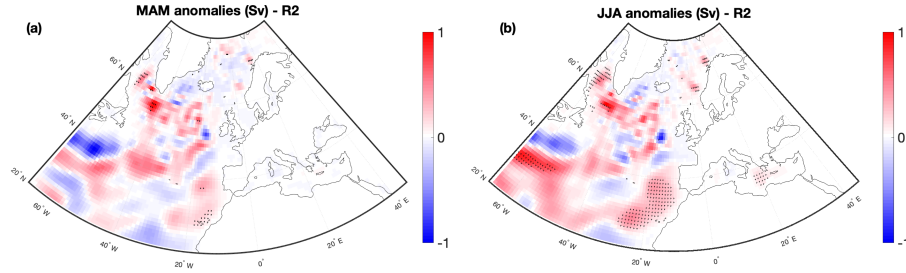 MAM anomalies (Sv) - R2
(a)
60° N
40° N
20° N
60° W
40° W
20° W
0°
20° E
40° E
1
0
-1
JJA anomalies (Sv) - R2
(b)
60° N
40° N
20° N
60° W
40° W
20° W
0°
20° E
40° E
1
0
-1